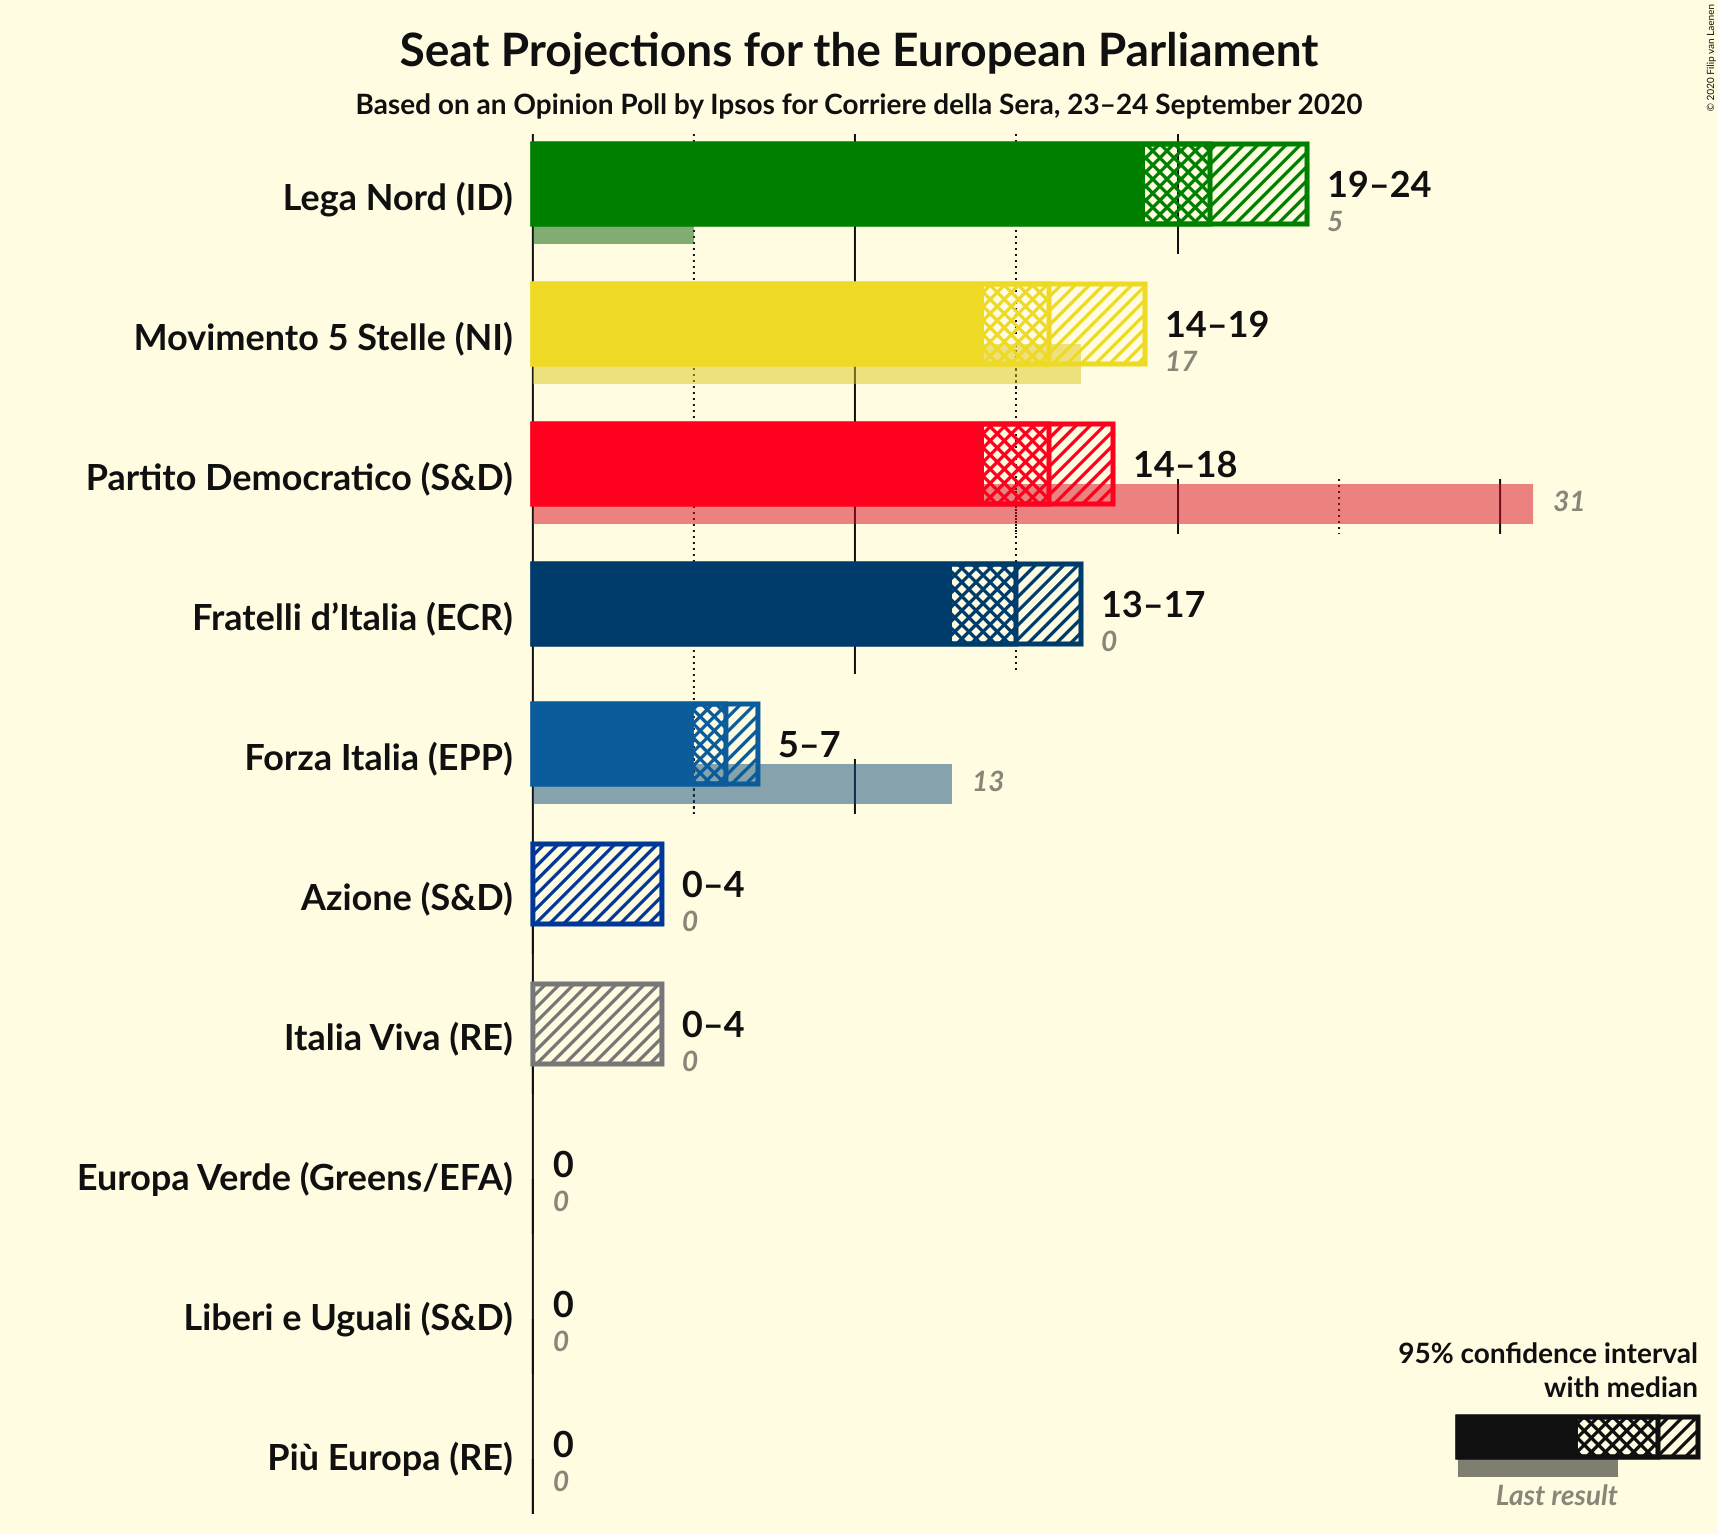 Seat Projections for the European Parliament
Based on an Opinion Poll by Ipsos for Corriere della Sera, 23–24 September 2020
© 2020 Filip van Laenen
Lega Nord (ID)
19–24
5
Movimento 5 Stelle (NI)
14–19
17
Partito Democratico (S&D)
14–18
31
Fratelli d’Italia (ECR)
13–17
0
Forza Italia (EPP)
5–7
13
Azione (S&D)
0–4
0
Italia Viva (RE)
0–4
0
Europa Verde (Greens/EFA)
0
0
Liberi e Uguali (S&D)
0
0
Più Europa (RE)
0
0
95% confidence interval
with median
Last result